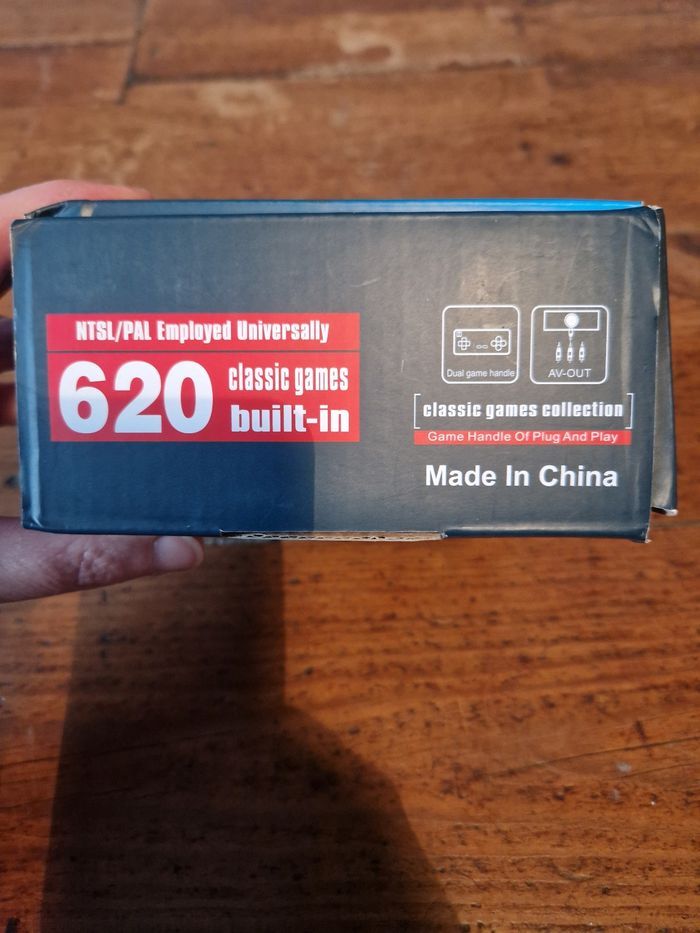 NTSL/PAL Employed Universally
620 classic games
built-in
Dual game handle
AV-OUT
classic games collection
Game Handle Of Plug And Play
Made In China